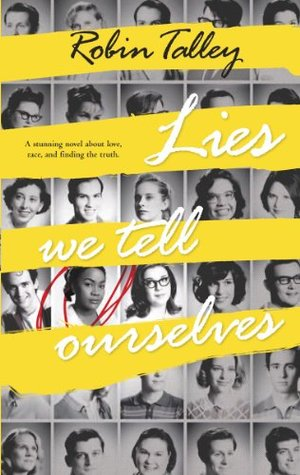 Robin Talley
A stunning novel about love,
race, and finding the truth.
Lies
we tell
ourselves